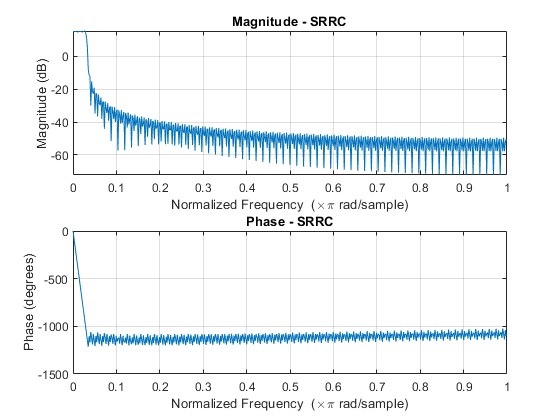 Magnitude - SRRC
Magnitude (dB)
0
-20
-40
-60
0 0.1 0.2 0.3 0.4 0.5 0.6 0.7 0.8 0.9 1
Normalized Frequency (×π rad/sample)
Phase - SRRC
Phase (degrees)
0
-500
-1000
-1500
0 0.1 0.2 0.3 0.4 0.5 0.6 0.7 0.8 0.9 1
Normalized Frequency (×π rad/sample)